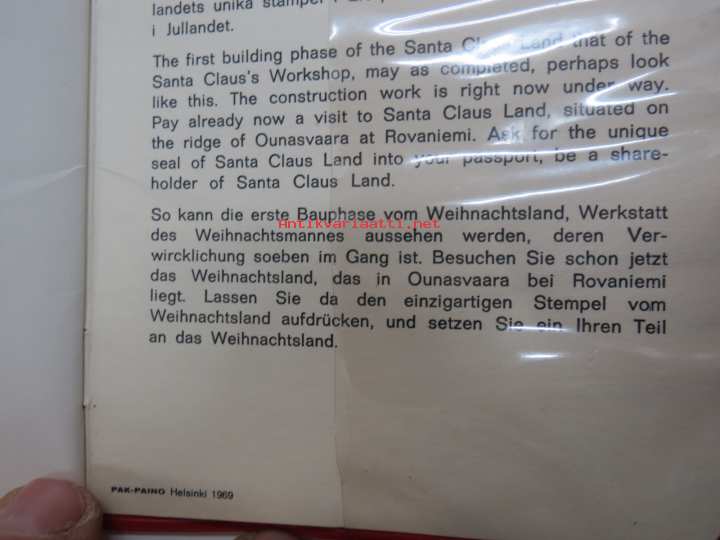 landets unika stämpel i
i Jullandet.
The first building phase of the Santa Claus Land, that of the
Santa Claus's Workshop, may as completed, perhaps look
like this. The construction work is right now under way.
Pay already now a visit to Santa Claus Land, situated on
the ridge of Ounasvaara at Rovaniemi. Ask for the unique
seal of Santa Claus Land into your passport, be a share-
holder of Santa Claus Land.
So kann die erste Bauphase vom Weihnachtsland, Werkstatt
Antikvariaatti.net
des Weihnachtsmannes aussehen werden, deren Ver-
wircklichung soeben im Gang ist. Besuchen Sie schon jetzt
das Weihnachtsland, das in Ounasvaara bei Rovaniemi
liegt. Lassen Sie da den einzigartigen Stempel vom
Weihnachtsland aufdrücken, und setzen Sie ein Ihren Teil
an das Weihnachtsland.
PAK-PAINO Helsinki 1969